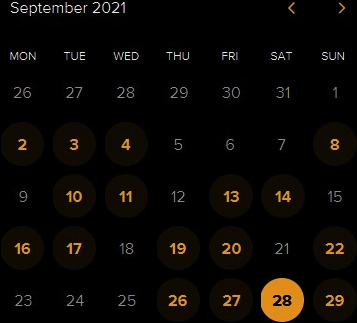 September 2021
MON TUE WED THU FRI SAT SUN
26 27 28 29 30 31 1
2 3 4 5 6 7 8
9 10 11 12 13 14 15
16 17 18 19 20 21 22
23 24 25 26 27 28 29